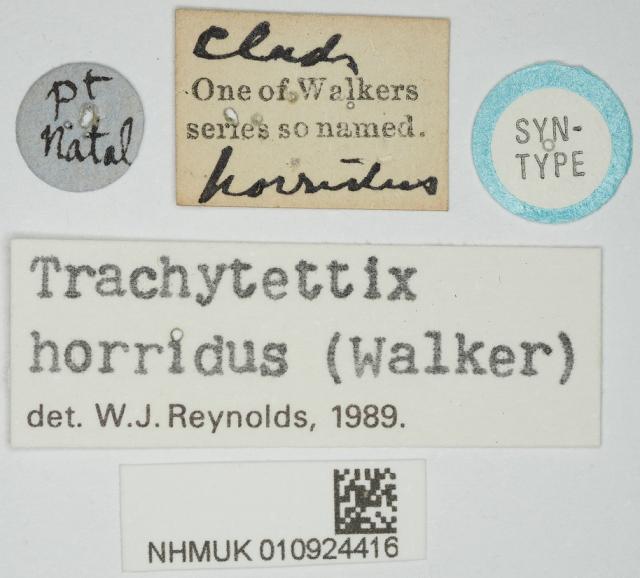 pt
Natal
Clads
One of Walkers
series so named.
horridus
SYN-
TYPE
Trachytettix
horridus (Walker)
det. W.J. Reynolds, 1989.
NHMUK 010924416